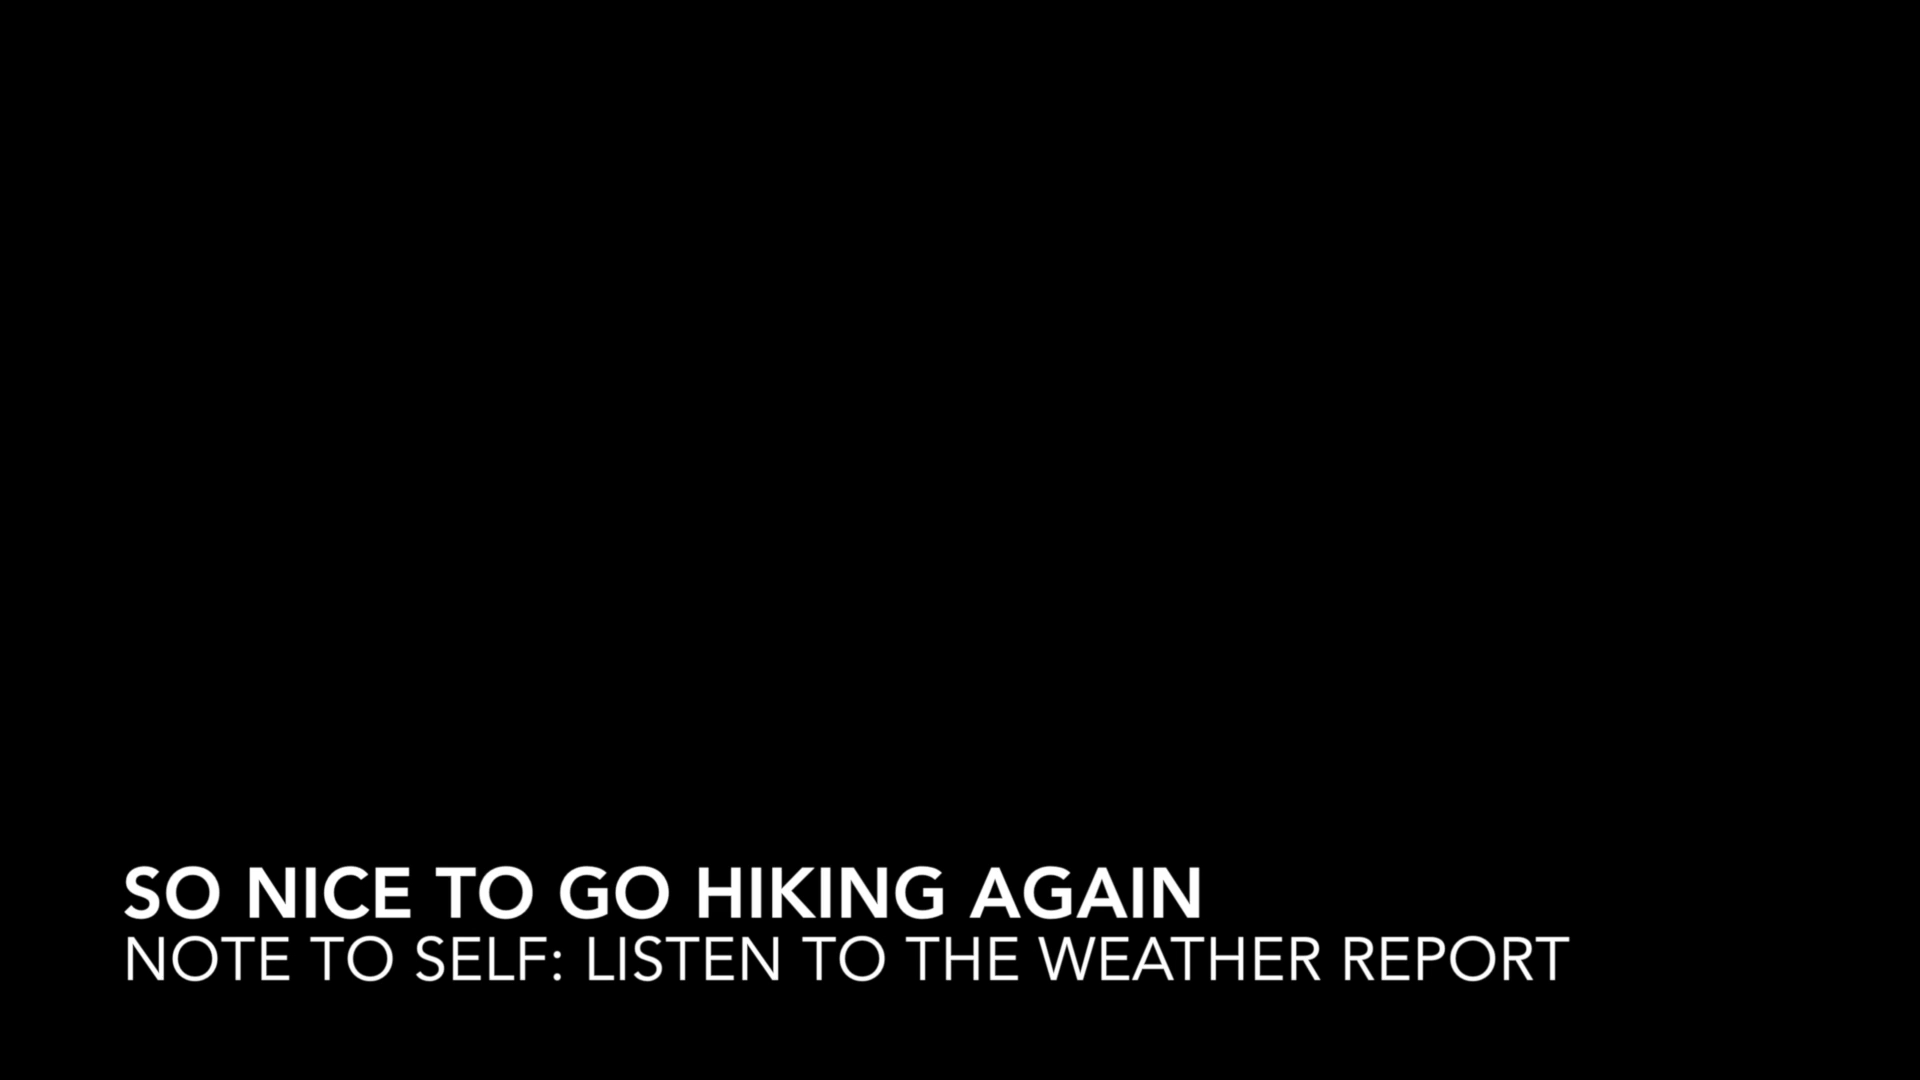 SO NICE TO GO HIKING AGAIN
NOTE TO SELF: LISTEN TO THE WEATHER REPORT